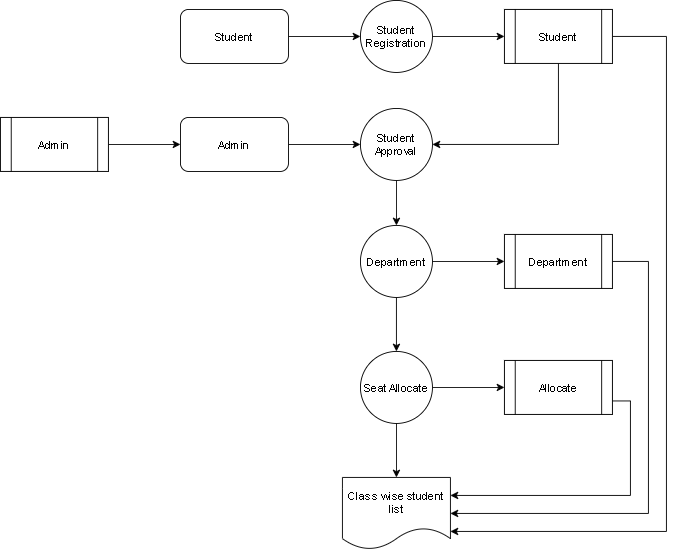 Student
Student
Registration
Student
Admin
Admin
Student
Approval
Department
Department
Seat Allocate
Allocate
Class wise student
list